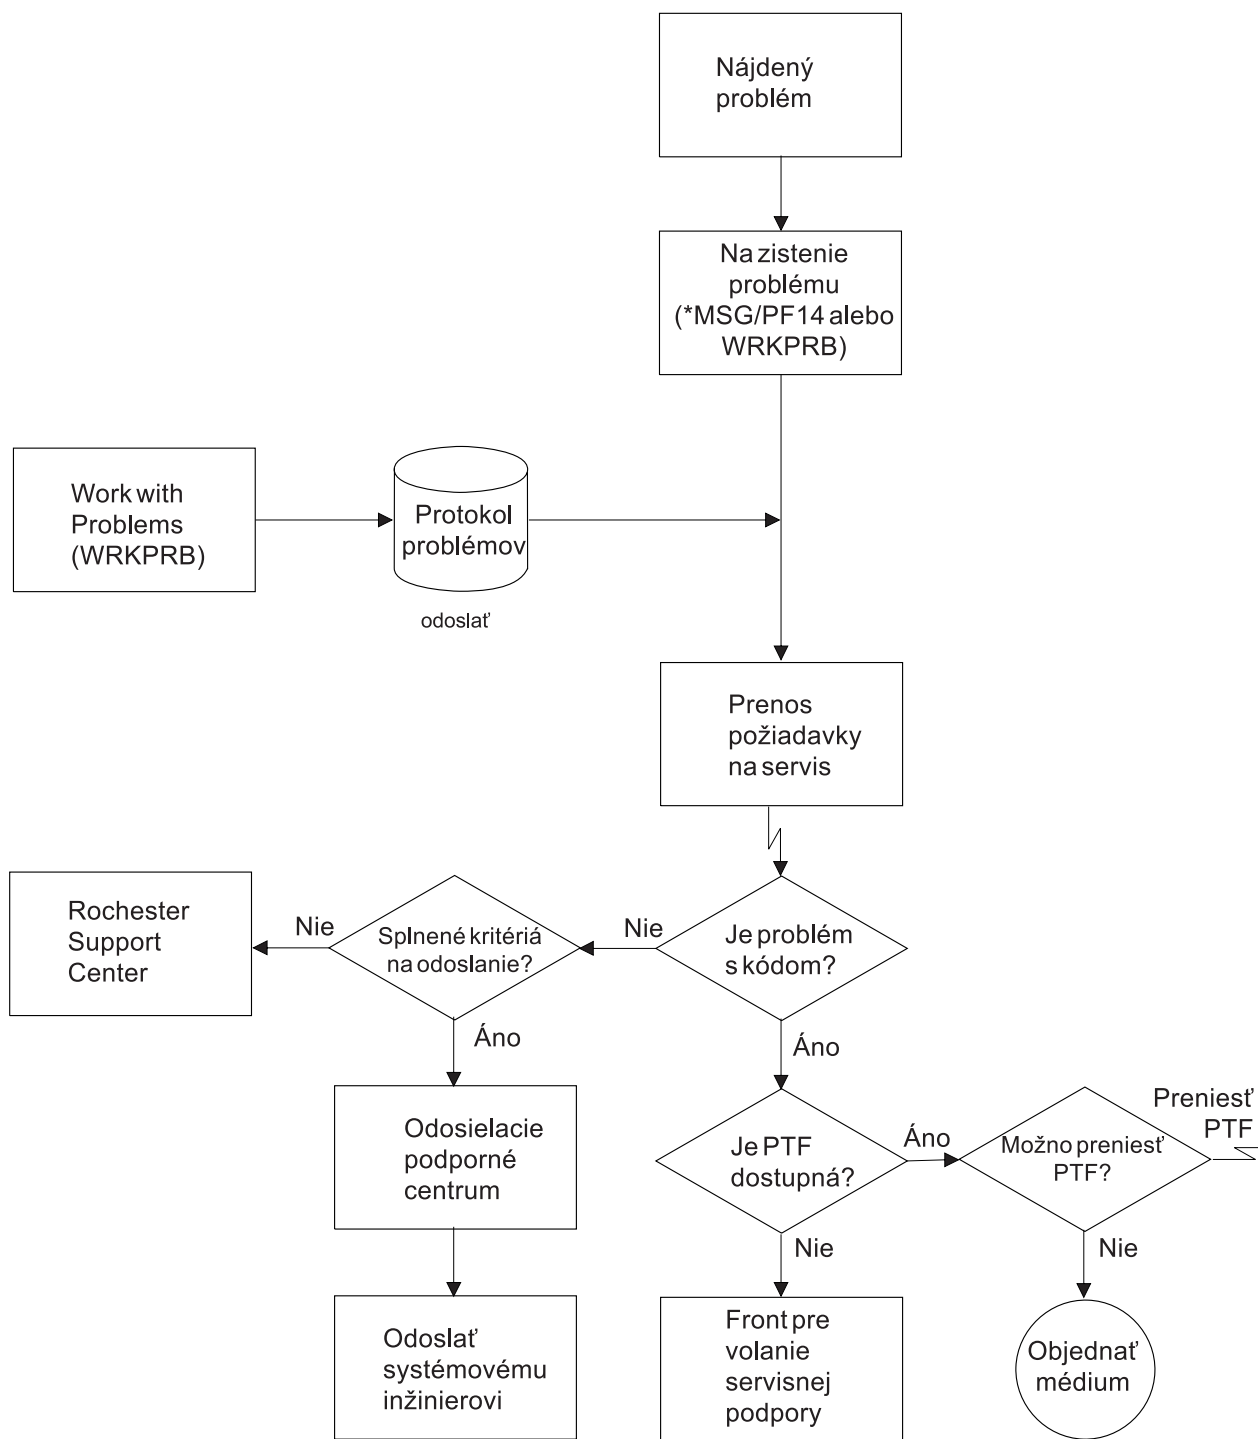 Nájdený
problém
Na zistenie
problému
(*MSG/PF14 alebo
WRKPRB)
Work with
Problems
(WRKPRB)
Protokol
problémov
odoslať
Prenos
požiadavky
na servis
Rochester
Support
Center
Nie
Splnené kritériá
na odoslanie?
Nie
Je problém
s kódom?
Áno
Áno
Odosielacie
podporné
centrum
Je PTF
dostupná?
Áno
Možno preniesť
PTF?
Preniesť
PTF
Nie
Nie
Odoslať
systémovému
inžinierovi
Front pre
volanie
servisnej
podpory
Objednať
médium